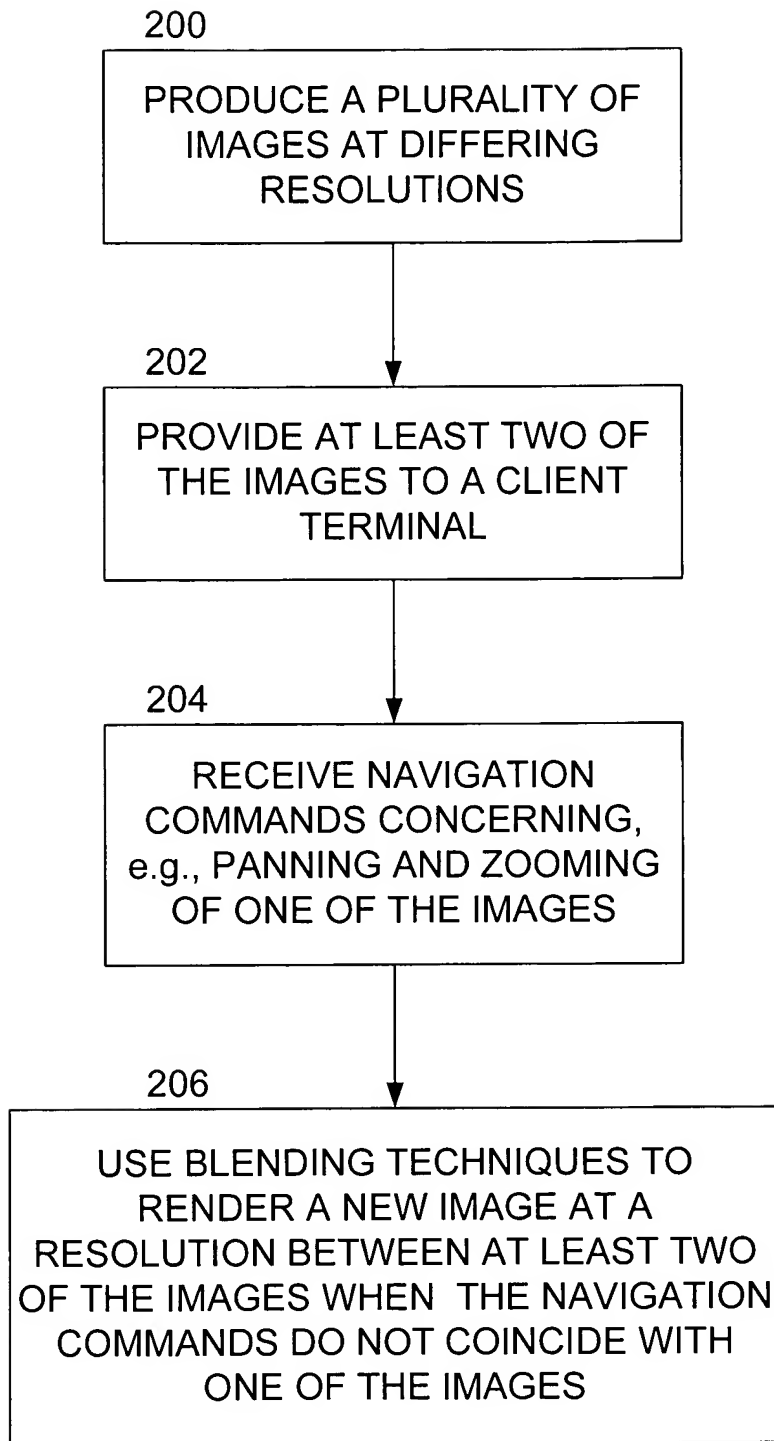 200
PRODUCE A PLURALITY OF
IMAGES AT DIFFERING
RESOLUTIONS
202
PROVIDE AT LEAST TWO OF
THE IMAGES TO A CLIENT
TERMINAL
204
RECEIVE NAVIGATION
COMMANDS CONCERNING,
e.g., PANNING AND ZOOMING
OF ONE OF THE IMAGES
206
USE BLENDING TECHNIQUES TO
RENDER A NEW IMAGE AT A
RESOLUTION BETWEEN AT LEAST TWO
OF THE IMAGES WHEN THE NAVIGATION
COMMANDS DO NOT COINCIDE WITH
ONE OF THE IMAGES